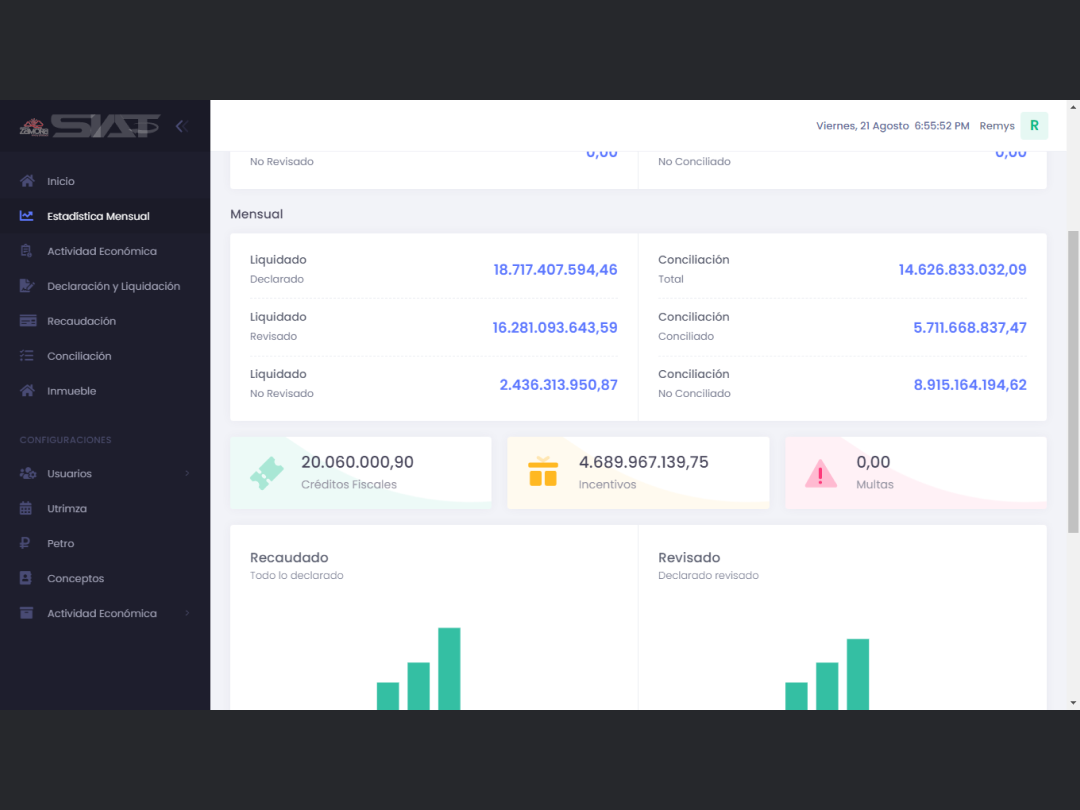 ZAMORA SIAT
Viernes, 21 Agosto 6:55:52 PM Remys R
Inicio
Estadística Mensual
Actividad Económica
Declaración y Liquidación
Recaudación
Conciliación
Inmueble
CONFIGURACIONES
Usuarios
Utrimza
Petro
Conceptos
Actividad Económica
No Revisado 0,00
No Conciliado 0,00
Mensual
Liquidado
Declarado
18.717.407.594,46
Liquidado
Revisado
16.281.093.643,59
Liquidado
No Revisado
2.436.313.950,87
Conciliación
Total
14.626.833.032,09
Conciliación
Conciliado
5.711.668.837,47
Conciliación
No Conciliado
8.915.164.194,62
20.060.000,90
Créditos Fiscales
4.689.967.139,75
Incentivos
0,00
Multas
Recaudado
Todo lo declarado
Revisado
Declarado revisado